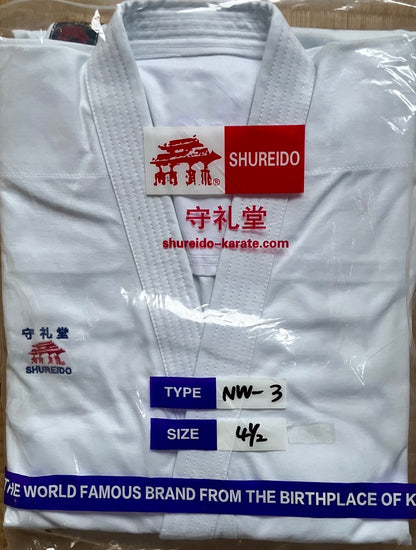 SHUREIDO
®
守礼堂
shureido-karate.com
守礼堂
SHUREIDO
TYPE NW-3
SIZE 4½
THE WORLD FAMOUS BRAND FROM THE BIRTHPLACE OF K